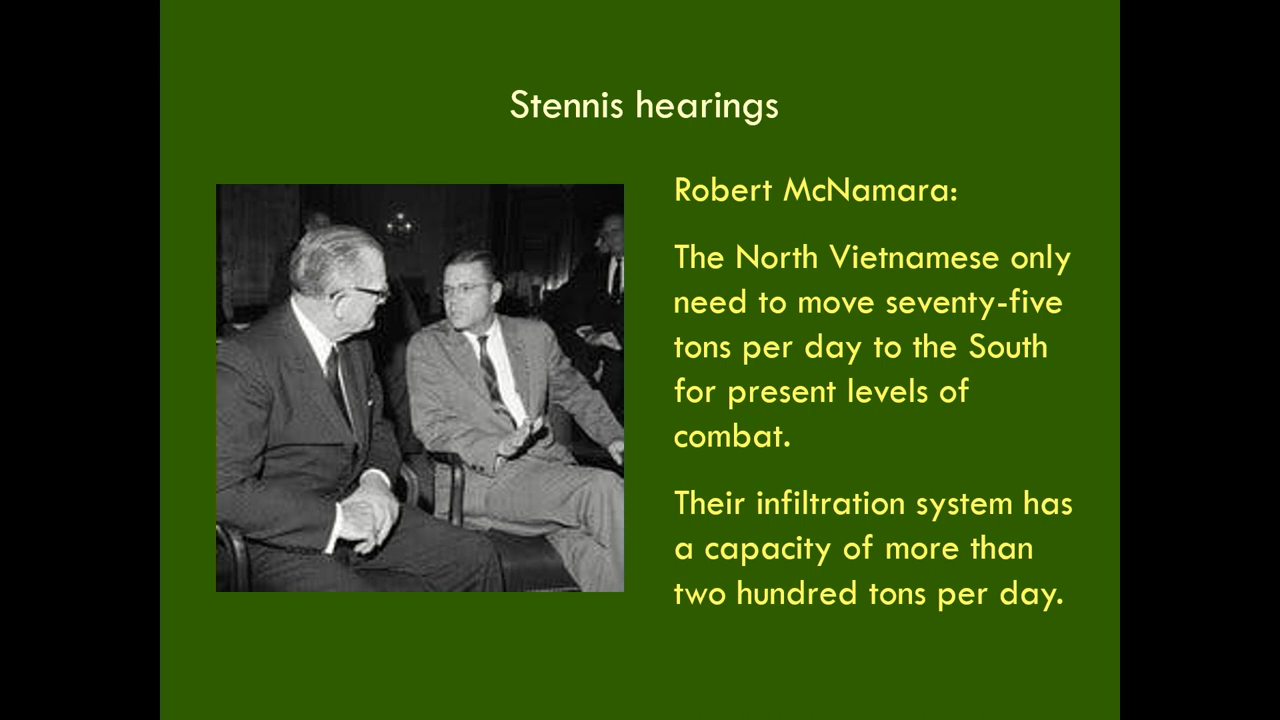 Stennis hearings
Robert McNamara:
The North Vietnamese only
need to move seventy-five
tons per day to the South
for present levels of
combat.
Their infiltration system has
a capacity of more than
two hundred tons per day.